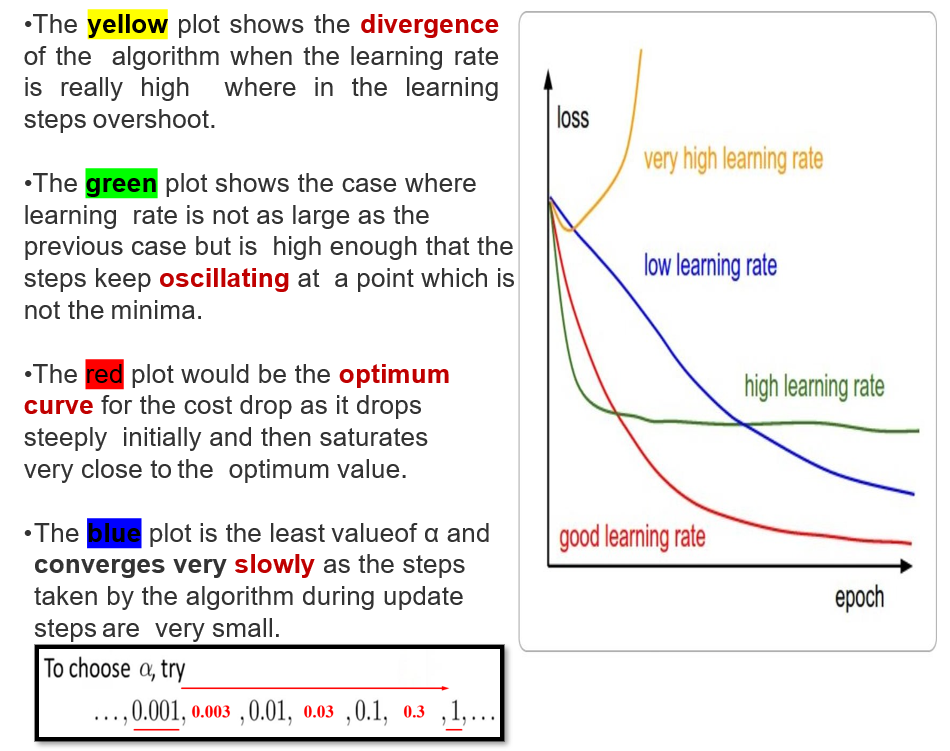 •The yellow plot shows the divergence
of the algorithm when the learning rate
is really high where in the learning
steps overshoot.
•The green plot shows the case where
learning rate is not as large as the
previous case but is high enough that the
steps keep oscillating at a point which is
not the minima.
•The red plot would be the optimum
curve for the cost drop as it drops
steeply initially and then saturates
very close to the optimum value.
•The blue plot is the least valueof α and
converges very slowly as the steps
taken by the algorithm during update
steps are very small.
To choose α, try
..., 0.001, 0.003 , 0.01, 0.03 , 0.1, 0.3 , 1, ...
loss
very high learning rate
low learning rate
high learning rate
good learning rate
epoch